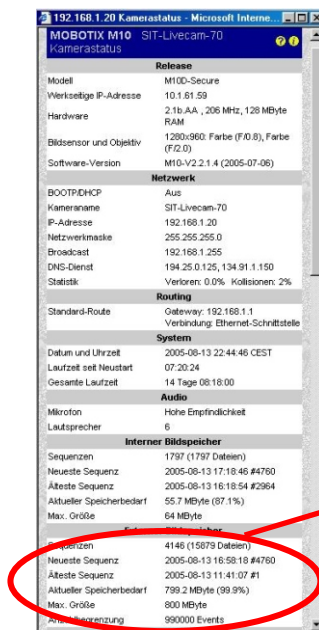 192.168.1.20 Kamerastatus - Microsoft Interne...
MOBOTIX M10 SIT-Livecam-70
Kamerastatus
Release
Modell M10D-Secure
Werkseitige IP-Adresse 10.1.61.59
Hardware 2.1b.AA , 206 MHz, 128 MByte
RAM
Bildsensor und Objektiv 1280x960: Farbe (F/0.8), Farbe
(F/2.0)
Software-Version M10-V2.2.1.4 (2005-07-06)
Netzwerk
BOOTP/DHCP Aus
Kameraname SIT-Livecam-70
IP-Adresse 192.168.1.20
Netzwerkmaske 255.255.255.0
Broadcast 192.168.1.255
DNS-Dienst 194.25.0.125, 134.91.1.150
Statistik Verloren: 0.0% Kollisionen: 2%
Routing
Standard-Route Gateway: 192.168.1.1
Verbindung: Ethernet-Schnittstelle
System
Datum und Uhrzeit 2005-08-13 22:44:46 CEST
Laufzeit seit Neustart 07:20:24
Gesamte Laufzeit 14 Tage 08:18:00
Audio
Mikrofon Hohe Empfindlichkeit
Lautsprecher 6
Interner Bildspeicher
Sequenzen 1797 (1797 Dateien)
Neueste Sequenz 2005-08-13 17:18:46 #4760
Älteste Sequenz 2005-08-13 16:18:54 #2964
Aktueller Speicherbedarf 55.7 MByte (87.1%)
Max. Größe 64 MByte
Externer Bildspeicher
Sequenzen 4146 (15879 Dateien)
Neueste Sequenz 2005-08-13 16:58:18 #4760
Älteste Sequenz 2005-08-13 11:41:07 #1
Aktueller Speicherbedarf 799.2 MByte (99.9%)
Max. Größe 800 MByte
Anzahlbegrenzung 990000 Events